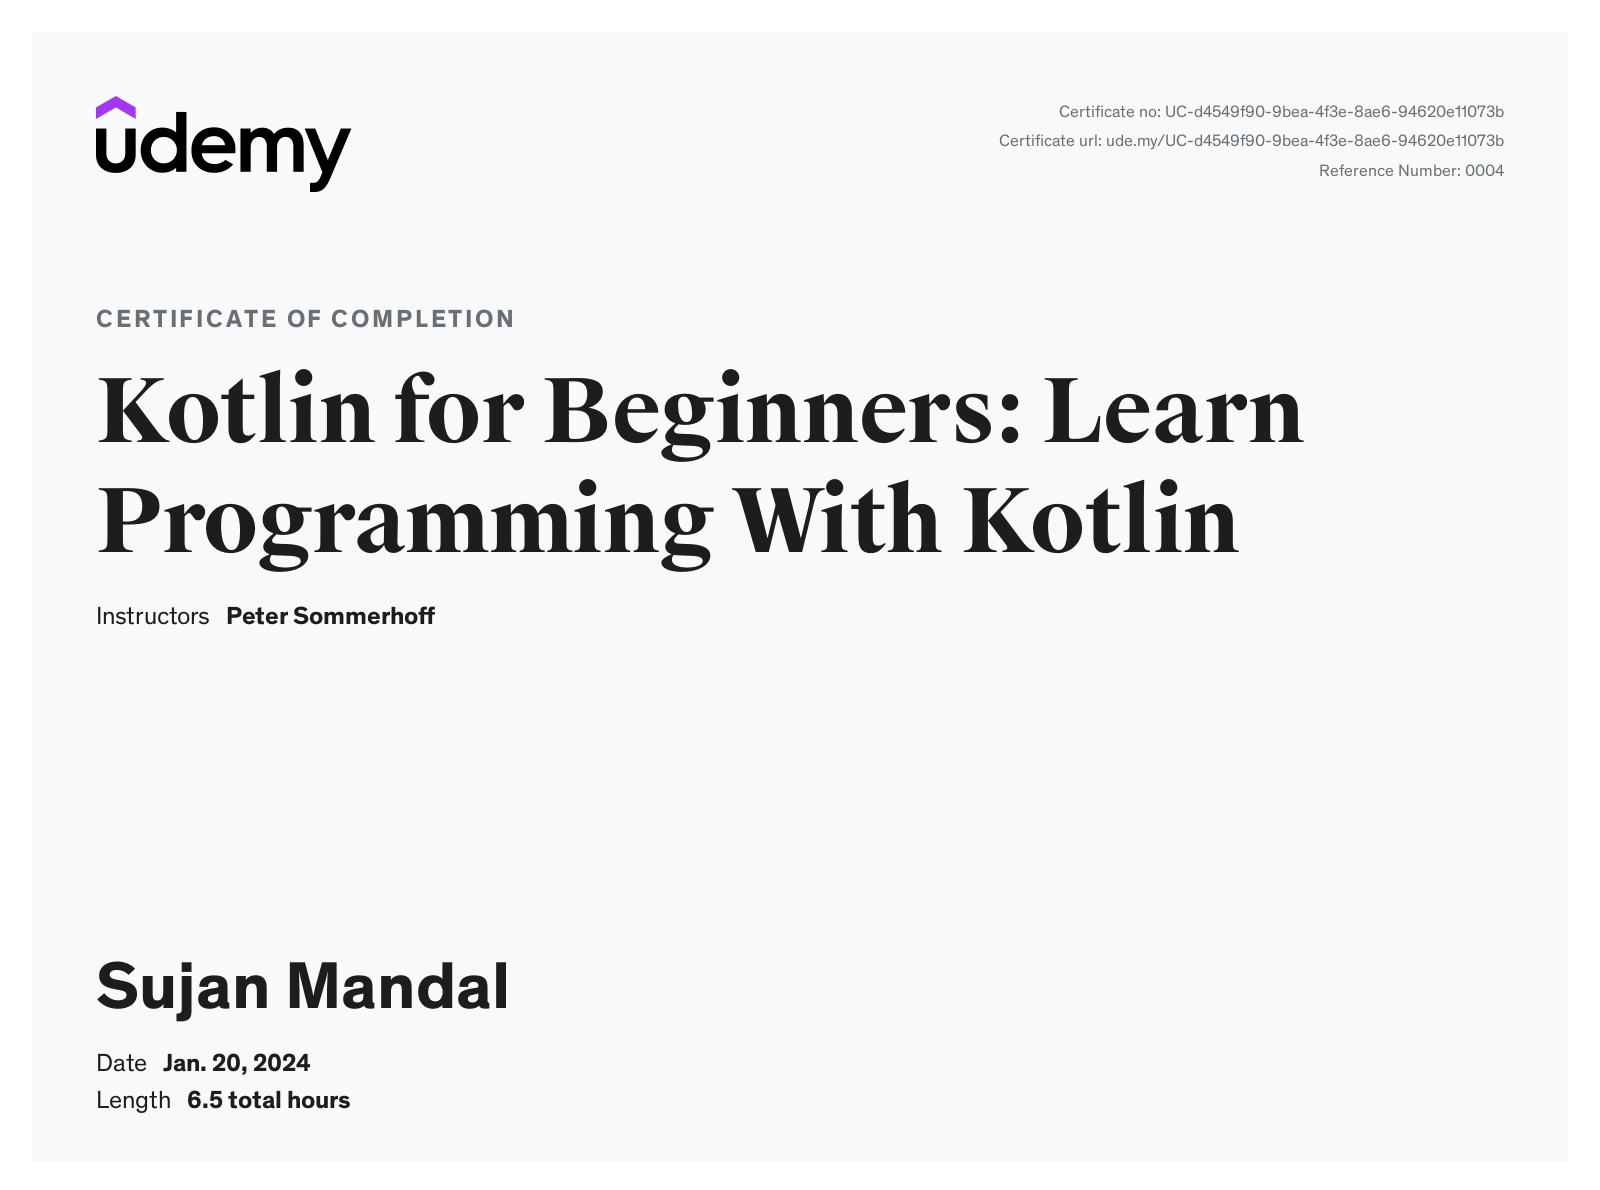 udemy
Certificate no: UC-d4549f90-9bea-4f3e-8ae6-94620e11073b
Certificate url: ude.my/UC-d4549f90-9bea-4f3e-8ae6-94620e11073b
Reference Number: 0004
CERTIFICATE OF COMPLETION
Kotlin for Beginners: Learn
Programming With Kotlin
Instructors Peter Sommerhoff
Sujan Mandal
Date Jan. 20, 2024
Length 6.5 total hours